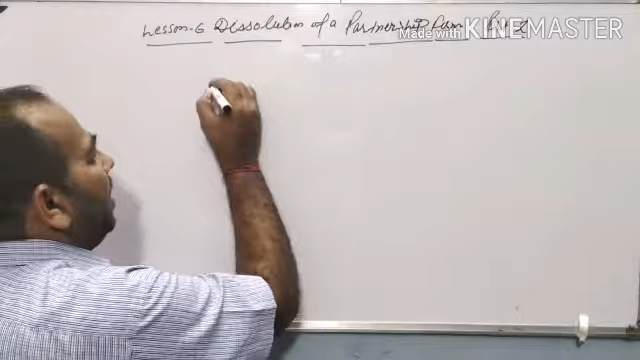 Lesson-6 Dissolution of a Partnership Firm
Made with KINEMASTER